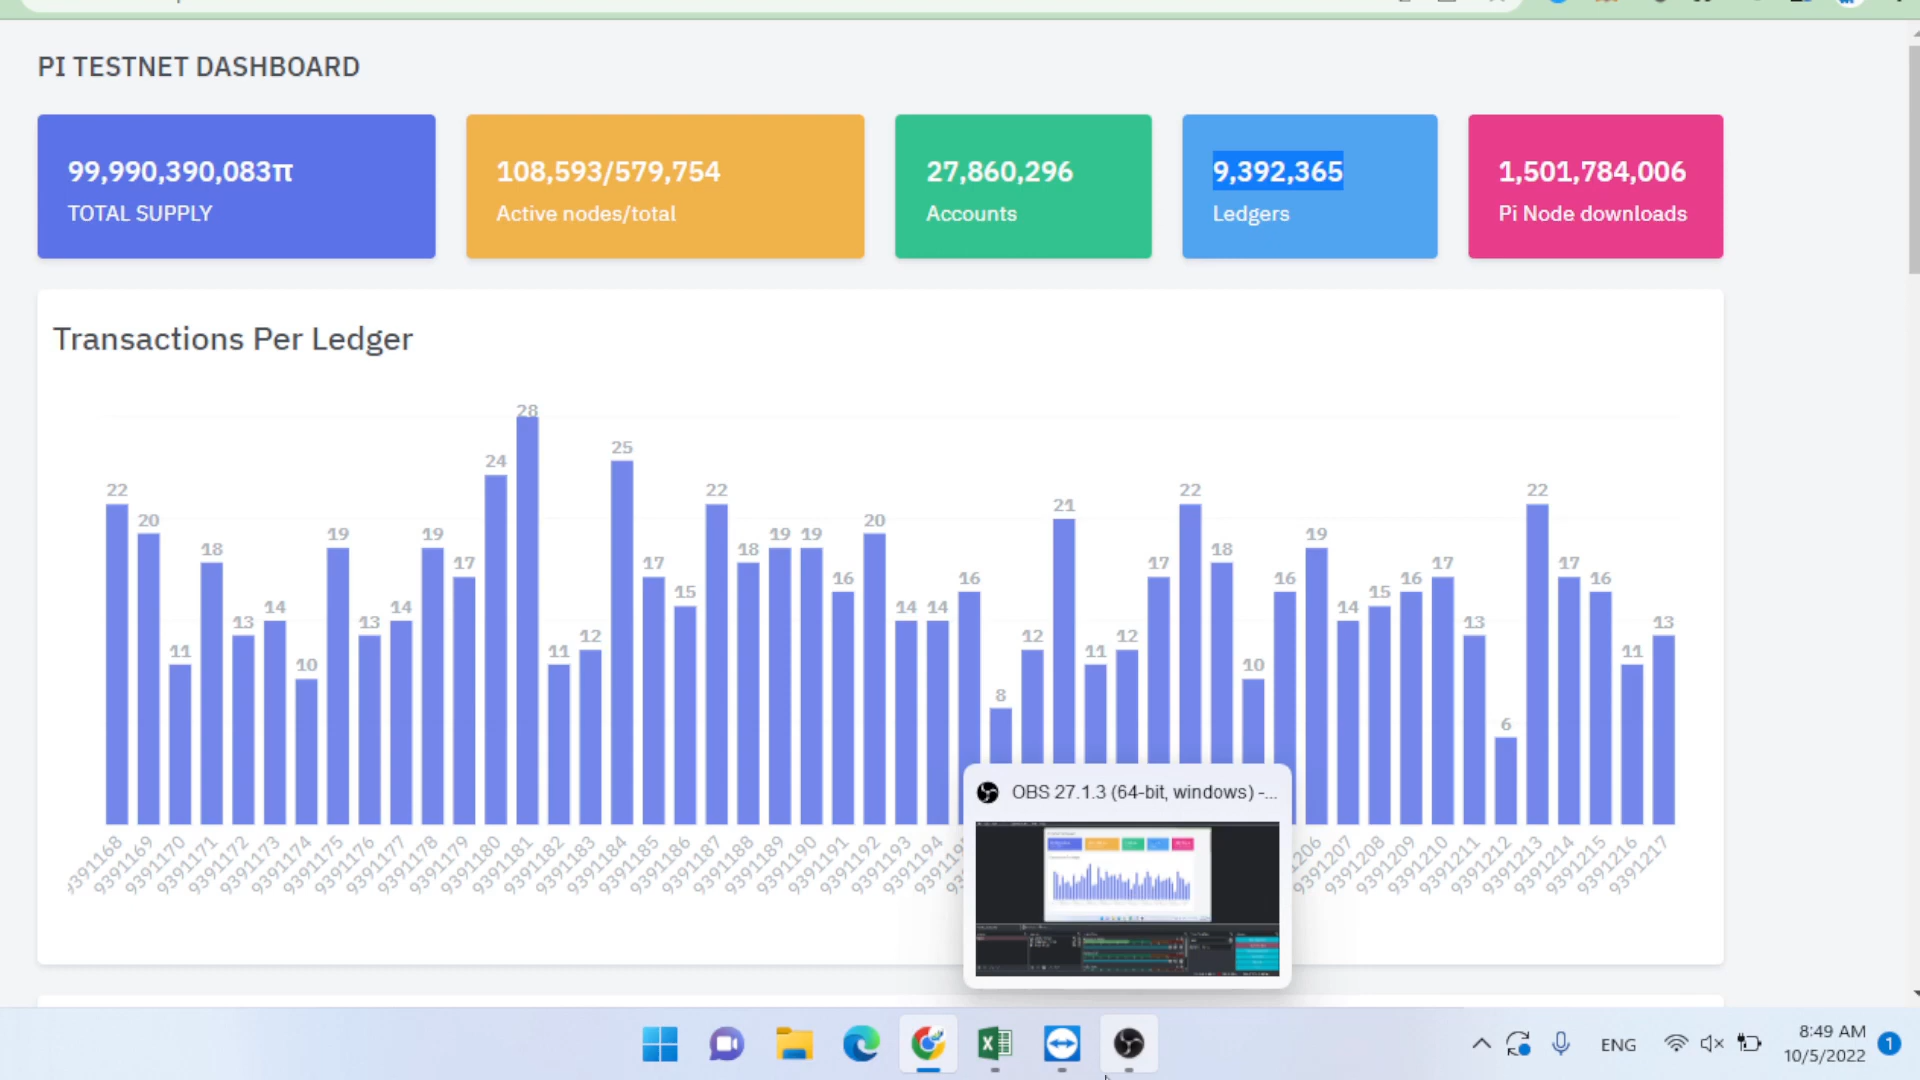 PI TESTNET DASHBOARD
99,990,390,083π
TOTAL SUPPLY
108,593/579,754
Active nodes/total
27,860,296
Accounts
9,392,365
Ledgers
1,501,784,006
Pi Node downloads
Transactions Per Ledger
22 20 11 18 13 14 10 19 13 14 19 17 24 28 11 12 25 17 15 22 18 19 19 16 20 14 14 16 8 12 21 11 12 17 22 18 10 16 19 14 15 16 17 13 6 22 17 16 11 13
9391168 9391169 9391170 9391171 9391172 9391173 9391174 9391175 9391176 9391177 9391178 9391179 9391180 9391181 9391182 9391183 9391184 9391185 9391186 9391187 9391188 9391189 9391190 9391191 9391192 9391193 9391194 9391207 9391208 9391209 9391210 9391211 9391212 9391213 9391214 9391215 9391216 9391217
OBS 27.1.3 (64-bit, windows) -...
ENG
8:49 AM
10/5/2022
1